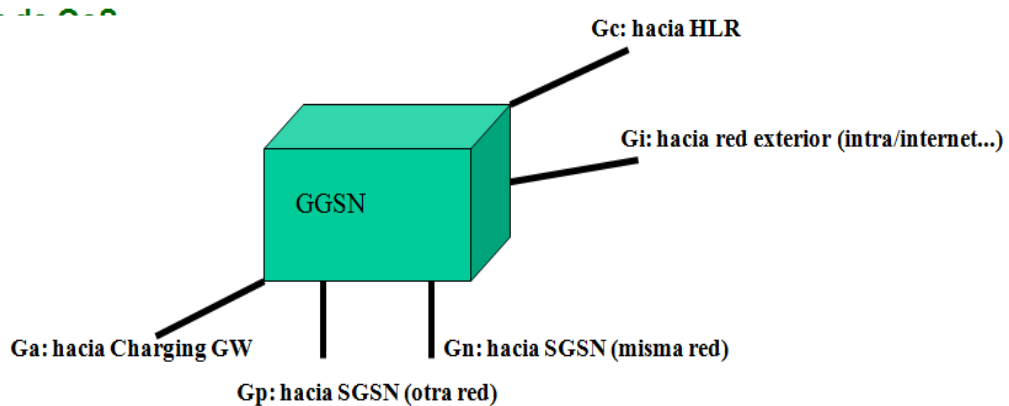 Gc: hacia HLR
Gi: hacia red exterior (intra/internet...)
GGSN
Ga: hacia Charging GW
Gn: hacia SGSN (misma red)
Gp: hacia SGSN (otra red)